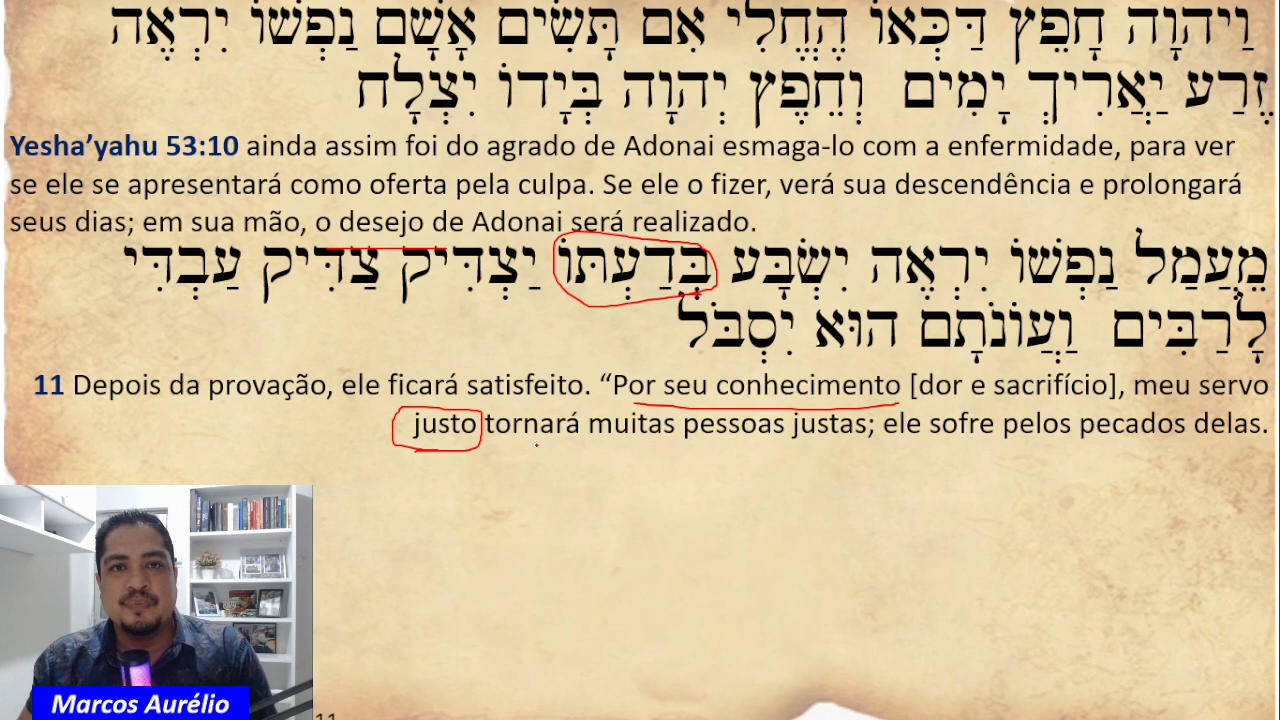 וַיהוָה חָפֵץ דַּכְּאוֹ הֶחֱלִי אִם תָּשִׂים אָשָׁם נַפְשׁוֹ יִרְאֶה
זֶרַע יַאֲרִיךְ יָמִים וְחֵפֶץ יְהוָה בְּיָדוֹ יִצְלָח
Yesha’yahu 53:10 ainda assim foi do agrado de Adonai esmaga-lo com a enfermidade, para ver
se ele se apresentará como oferta pela culpa. Se ele o fizer, verá sua descendência e prolongará
seus dias; em sua mão, o desejo de Adonai será realizado.
מֵעֲמַל נַפְשׁוֹ יִרְאֶה יִשְׂבָּע בְּדַעְתּוֹ יַצְדִּיק צַדִּיק עַבְדִּי
לָרַבִּים וַעֲוֺנֹתָם הוּא יִסְבֹּל
11 Depois da provação, ele ficará satisfeito. “Por seu conhecimento [dor e sacrifício], meu servo
justo tornará muitas pessoas justas; ele sofre pelos pecados delas.
Marcos Aurélio
11